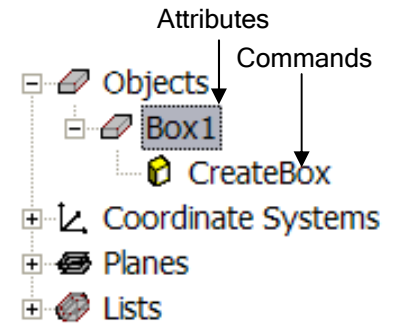 Attributes
Commands
Objects
Box1
CreateBox
Coordinate Systems
Planes
Lists